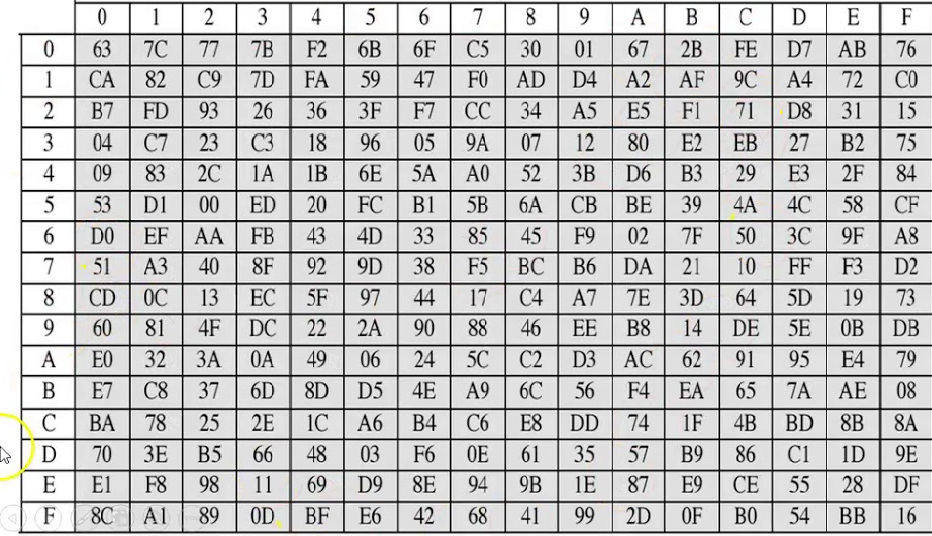 0 1 2 3 4 5 6 7 8 9 A B C D E F
0 63 7C 77 7B F2 6B 6F C5 30 01 67 2B FE D7 AB 76
1 CA 82 C9 7D FA 59 47 F0 AD D4 A2 AF 9C A4 72 C0
2 B7 FD 93 26 36 3F F7 CC 34 A5 E5 F1 71 D8 31 15
3 04 C7 23 C3 18 96 05 9A 07 12 80 E2 EB 27 B2 75
4 09 83 2C 1A 1B 6E 5A A0 52 3B D6 B3 29 E3 2F 84
5 53 D1 00 ED 20 FC B1 5B 6A CB BE 39 4A 4C 58 CF
6 D0 EF AA FB 43 4D 33 85 45 F9 02 7F 50 3C 9F A8
7 51 A3 40 8F 92 9D 38 F5 BC B6 DA 21 10 FF F3 D2
8 CD 0C 13 EC 5F 97 44 17 C4 A7 7E 3D 64 5D 19 73
9 60 81 4F DC 22 2A 90 88 46 EE B8 14 DE 5E 0B DB
A E0 32 3A 0A 49 06 24 5C C2 D3 AC 62 91 95 E4 79
B E7 C8 37 6D 8D D5 4E A9 6C 56 F4 EA 65 7A AE 08
C BA 78 25 2E 1C A6 B4 C6 E8 DD 74 1F 4B BD 8B 8A
D 70 3E B5 66 48 03 F6 0E 61 35 57 B9 86 C1 1D 9E
E E1 F8 98 11 69 D9 8E 94 9B 1E 87 E9 CE 55 28 DF
F 8C A1 89 0D BF E6 42 68 41 99 2D 0F B0 54 BB 16